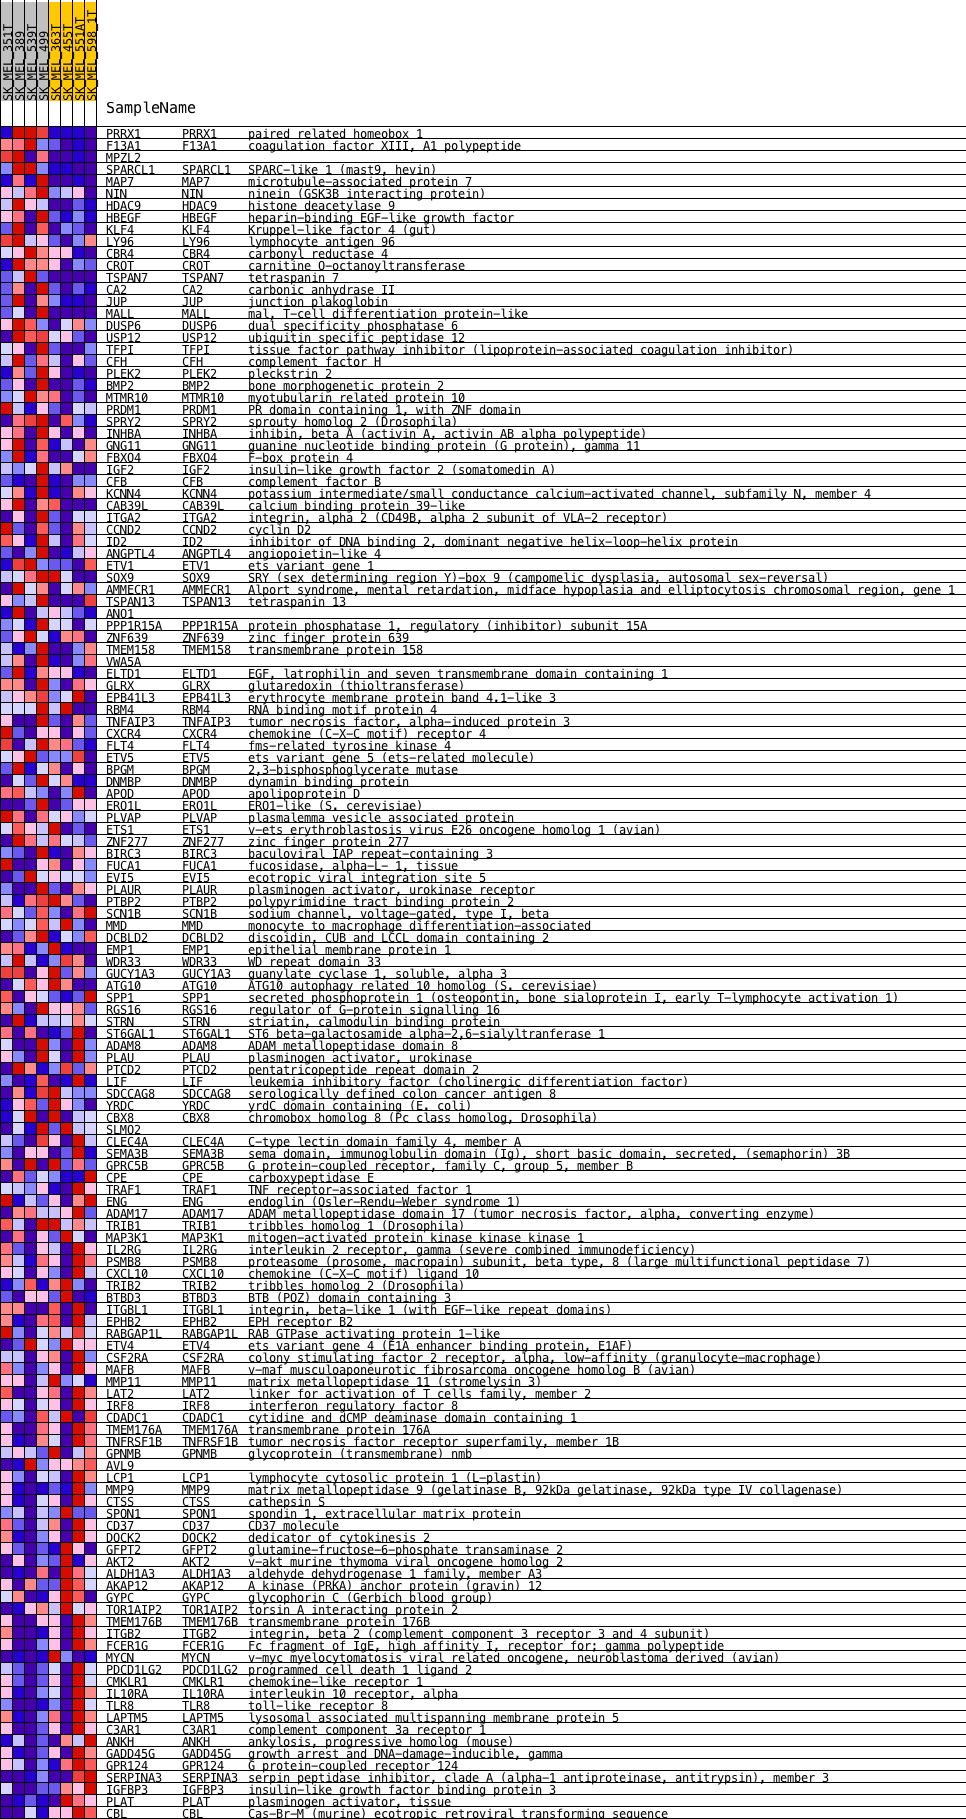 SK_MEL_351T
SK_MEL_389
SK_MEL_539T
SK_MEL_499
SK_MEL_363T
SK_MEL_455T
SK_MEL_551AT
SK_MEL_598_1T
SampleName
PRRX1 PRRX1 paired related homeobox 1
F13A1 F13A1 coagulation factor XIII, A1 polypeptide
MPZL2
SPARCL1 SPARCL1 SPARC-like 1 (mast9, hevin)
MAP7 MAP7 microtubule-associated protein 7
NIN NIN ninein (GSK3B interacting protein)
HDAC9 HDAC9 histone deacetylase 9
HBEGF HBEGF heparin-binding EGF-like growth factor
KLF4 KLF4 Kruppel-like factor 4 (gut)
LY96 LY96 lymphocyte antigen 96
CBR4 CBR4 carbonyl reductase 4
CROT CROT carnitine O-octanoyltransferase
TSPAN7 TSPAN7 tetraspanin 7
CA2 CA2 carbonic anhydrase II
JUP JUP junction plakoglobin
MALL MALL mal, T-cell differentiation protein-like
DUSP6 DUSP6 dual specificity phosphatase 6
USP12 USP12 ubiquitin specific peptidase 12
TFPI TFPI tissue factor pathway inhibitor (lipoprotein-associated coagulation inhibitor)
CFH CFH complement factor H
PLEK2 PLEK2 pleckstrin 2
BMP2 BMP2 bone morphogenetic protein 2
MTMR10 MTMR10 myotubularin related protein 10
PRDM1 PRDM1 PR domain containing 1, with ZNF domain
SPRY2 SPRY2 sprouty homolog 2 (Drosophila)
INHBA INHBA inhibin, beta A (activin A, activin AB alpha polypeptide)
GNG11 GNG11 guanine nucleotide binding protein (G protein), gamma 11
FBXO4 FBXO4 F-box protein 4
IGF2 IGF2 insulin-like growth factor 2 (somatomedin A)
CFB CFB complement factor B
KCNN4 KCNN4 potassium intermediate/small conductance calcium-activated channel, subfamily N, member 4
CAB39L CAB39L calcium binding protein 39-like
ITGA2 ITGA2 integrin, alpha 2 (CD49B, alpha 2 subunit of VLA-2 receptor)
CCND2 CCND2 cyclin D2
ID2 ID2 inhibitor of DNA binding 2, dominant negative helix-loop-helix protein
ANGPTL4 ANGPTL4 angiopoietin-like 4
ETV1 ETV1 ets variant gene 1
SOX9 SOX9 SRY (sex determining region Y)-box 9 (campomelic dysplasia, autosomal sex-reversal)
AMMECR1 AMMECR1 Alport syndrome, mental retardation, midface hypoplasia and elliptocytosis chromosomal region, gene 1
TSPAN13 TSPAN13 tetraspanin 13
ANO1
PPP1R15A PPP1R15A protein phosphatase 1, regulatory (inhibitor) subunit 15A
ZNF639 ZNF639 zinc finger protein 639
TMEM158 TMEM158 transmembrane protein 158
VWA5A
ELTD1 ELTD1 EGF, latrophilin and seven transmembrane domain containing 1
GLRX GLRX glutaredoxin (thioltransferase)
EPB41L3 EPB41L3 erythrocyte membrane protein band 4.1-like 3
RBM4 RBM4 RNA binding motif protein 4
TNFAIP3 TNFAIP3 tumor necrosis factor, alpha-induced protein 3
CXCR4 CXCR4 chemokine (C-X-C motif) receptor 4
FLT4 FLT4 fms-related tyrosine kinase 4
ETV5 ETV5 ets variant gene 5 (ets-related molecule)
BPGM BPGM 2,3-bisphosphoglycerate mutase
DNMBP DNMBP dynamin binding protein
APOD APOD apolipoprotein D
ERO1L ERO1L ERO1-like (S. cerevisiae)
PLVAP PLVAP plasmalemma vesicle associated protein
ETS1 ETS1 v-ets erythroblastosis virus E26 oncogene homolog 1 (avian)
ZNF277 ZNF277 zinc finger protein 277
BIRC3 BIRC3 baculoviral IAP repeat-containing 3
FUCA1 FUCA1 fucosidase, alpha-L- 1, tissue
EVI5 EVI5 ecotropic viral integration site 5
PLAUR PLAUR plasminogen activator, urokinase receptor
PTBP2 PTBP2 polypyrimidine tract binding protein 2
SCN1B SCN1B sodium channel, voltage-gated, type I, beta
MMD MMD monocyte to macrophage differentiation-associated
DCBLD2 DCBLD2 discoidin, CUB and LCCL domain containing 2
EMP1 EMP1 epithelial membrane protein 1
WDR33 WDR33 WD repeat domain 33
GUCY1A3 GUCY1A3 guanylate cyclase 1, soluble, alpha 3
ATG10 ATG10 ATG10 autophagy related 10 homolog (S. cerevisiae)
SPP1 SPP1 secreted phosphoprotein 1 (osteopontin, bone sialoprotein I, early T-lymphocyte activation 1)
RGS16 RGS16 regulator of G-protein signalling 16
STRN STRN striatin, calmodulin binding protein
ST6GAL1 ST6GAL1 ST6 beta-galactosamide alpha-2,6-sialyltranferase 1
ADAM8 ADAM8 ADAM metallopeptidase domain 8
PLAU PLAU plasminogen activator, urokinase
PTCD2 PTCD2 pentatricopeptide repeat domain 2
LIF LIF leukemia inhibitory factor (cholinergic differentiation factor)
SDCCAG8 SDCCAG8 serologically defined colon cancer antigen 8
YRDC YRDC yrdC domain containing (E. coli)
CBX8 CBX8 chromobox homolog 8 (Pc class homolog, Drosophila)
SLMO2
CLEC4A CLEC4A C-type lectin domain family 4, member A
SEMA3B SEMA3B sema domain, immunoglobulin domain (Ig), short basic domain, secreted, (semaphorin) 3B
GPRC5B GPRC5B G protein-coupled receptor, family C, group 5, member B
CPE CPE carboxypeptidase E
TRAF1 TRAF1 TNF receptor-associated factor 1
ENG ENG endoglin (Osler-Rendu-Weber syndrome 1)
ADAM17 ADAM17 ADAM metallopeptidase domain 17 (tumor necrosis factor, alpha, converting enzyme)
TRIB1 TRIB1 tribbles homolog 1 (Drosophila)
MAP3K1 MAP3K1 mitogen-activated protein kinase kinase kinase 1
IL2RG IL2RG interleukin 2 receptor, gamma (severe combined immunodeficiency)
PSMB8 PSMB8 proteasome (prosome, macropain) subunit, beta type, 8 (large multifunctional peptidase 7)
CXCL10 CXCL10 chemokine (C-X-C motif) ligand 10
TRIB2 TRIB2 tribbles homolog 2 (Drosophila)
BTBD3 BTBD3 BTB (POZ) domain containing 3
ITGBL1 ITGBL1 integrin, beta-like 1 (with EGF-like repeat domains)
EPHB2 EPHB2 EPH receptor B2
RABGAP1L RABGAP1L RAB GTPase activating protein 1-like
ETV4 ETV4 ets variant gene 4 (E1A enhancer binding protein, E1AF)
CSF2RA CSF2RA colony stimulating factor 2 receptor, alpha, low-affinity (granulocyte-macrophage)
MAFB MAFB v-maf musculoaponeurotic fibrosarcoma oncogene homolog B (avian)
MMP11 MMP11 matrix metallopeptidase 11 (stromelysin 3)
LAT2 LAT2 linker for activation of T cells family, member 2
IRF8 IRF8 interferon regulatory factor 8
CDADC1 CDADC1 cytidine and dCMP deaminase domain containing 1
TMEM176A TMEM176A transmembrane protein 176A
TNFRSF1B TNFRSF1B tumor necrosis factor receptor superfamily, member 1B
GPNMB GPNMB glycoprotein (transmembrane) nmb
AVL9
LCP1 LCP1 lymphocyte cytosolic protein 1 (L-plastin)
MMP9 MMP9 matrix metallopeptidase 9 (gelatinase B, 92kDa gelatinase, 92kDa type IV collagenase)
CTSS CTSS cathepsin S
SPON1 SPON1 spondin 1, extracellular matrix protein
CD37 CD37 CD37 molecule
DOCK2 DOCK2 dedicator of cytokinesis 2
GFPT2 GFPT2 glutamine-fructose-6-phosphate transaminase 2
AKT2 AKT2 v-akt murine thymoma viral oncogene homolog 2
ALDH1A3 ALDH1A3 aldehyde dehydrogenase 1 family, member A3
AKAP12 AKAP12 A kinase (PRKA) anchor protein (gravin) 12
GYPC GYPC glycophorin C (Gerbich blood group)
TOR1AIP2 TOR1AIP2 torsin A interacting protein 2
TMEM176B TMEM176B transmembrane protein 176B
ITGB2 ITGB2 integrin, beta 2 (complement component 3 receptor 3 and 4 subunit)
FCER1G FCER1G Fc fragment of IgE, high affinity I, receptor for; gamma polypeptide
MYCN MYCN v-myc myelocytomatosis viral related oncogene, neuroblastoma derived (avian)
PDCD1LG2 PDCD1LG2 programmed cell death 1 ligand 2
CMKLR1 CMKLR1 chemokine-like receptor 1
IL10RA IL10RA interleukin 10 receptor, alpha
TLR8 TLR8 toll-like receptor 8
LAPTM5 LAPTM5 lysosomal associated multispanning membrane protein 5
C3AR1 C3AR1 complement component 3a receptor 1
ANKH ANKH ankylosis, progressive homolog (mouse)
GADD45G GADD45G growth arrest and DNA-damage-inducible, gamma
GPR124 GPR124 G protein-coupled receptor 124
SERPINA3 SERPINA3 serpin peptidase inhibitor, clade A (alpha-1 antiproteinase, antitrypsin), member 3
IGFBP3 IGFBP3 insulin-like growth factor binding protein 3
PLAT PLAT plasminogen activator, tissue
CBL CBL Cas-Br-M (murine) ecotropic retroviral transforming sequence